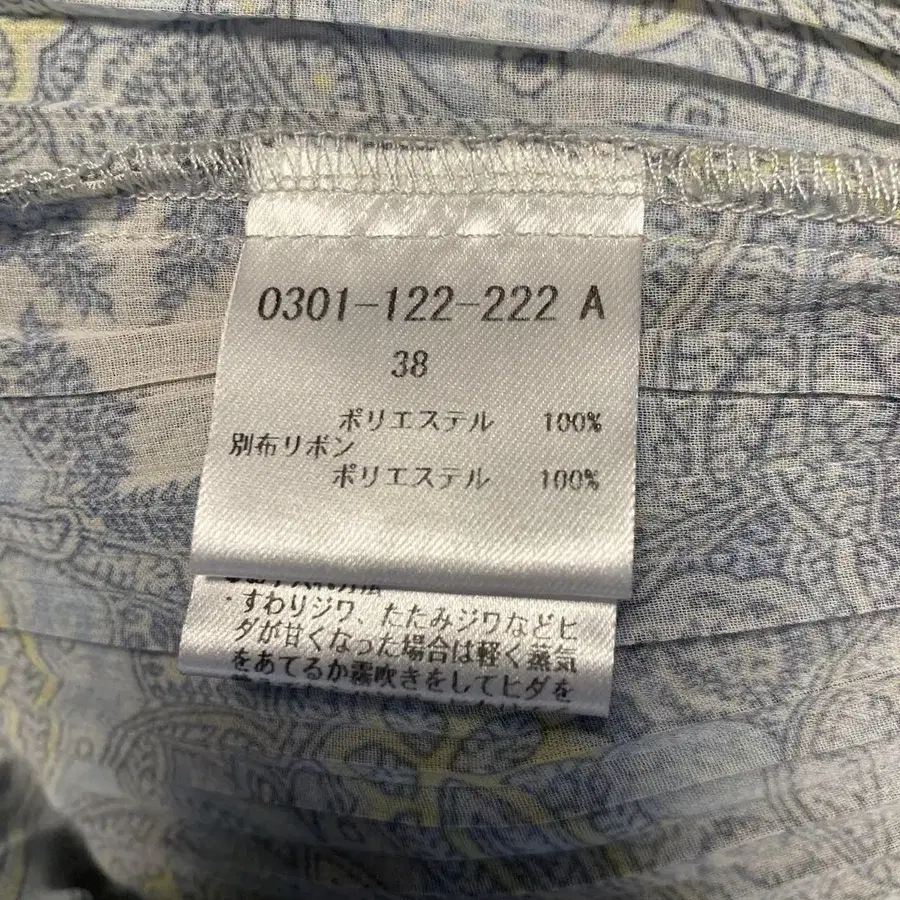 0301-122-222 A
38
ポリエステル 100%
別布リボン
ポリエステル 100%
・すわりジワ、たたみジワなどヒ
ダが甘くなった場合は軽く蒸気
をあてるか霧吹きをしてヒダを